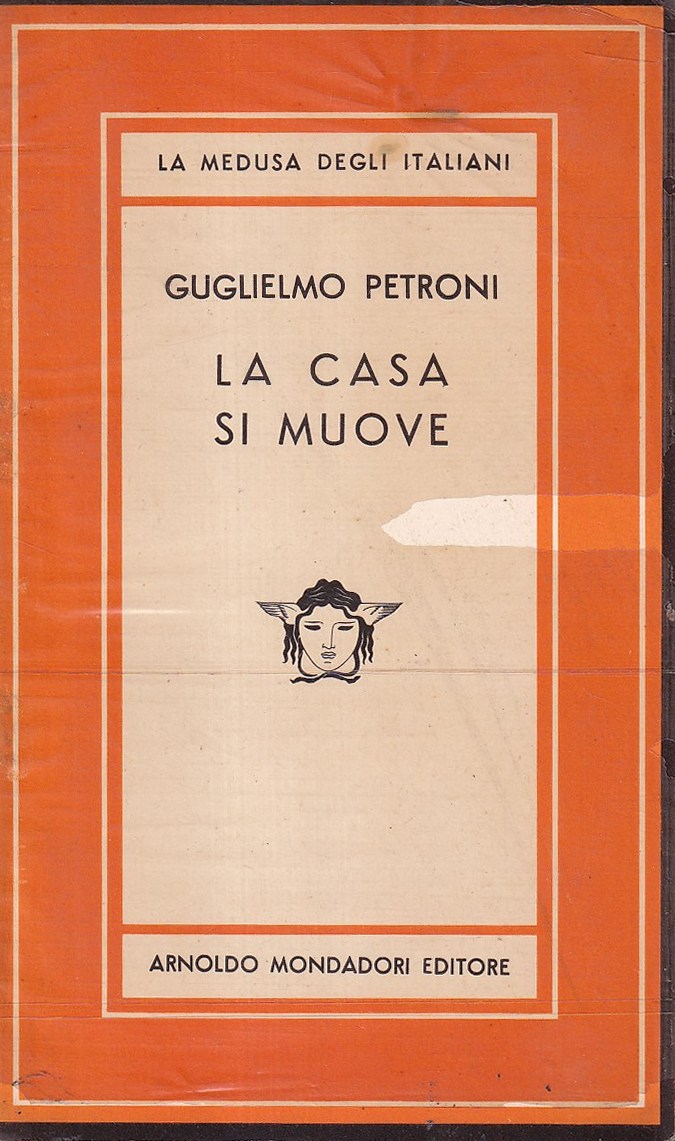 LA MEDUSA DEGLI ITALIANI
GUGLIELMO PETRONI
LA CASA
SI MUOVE
ARNOLDO MONDADORI EDITORE